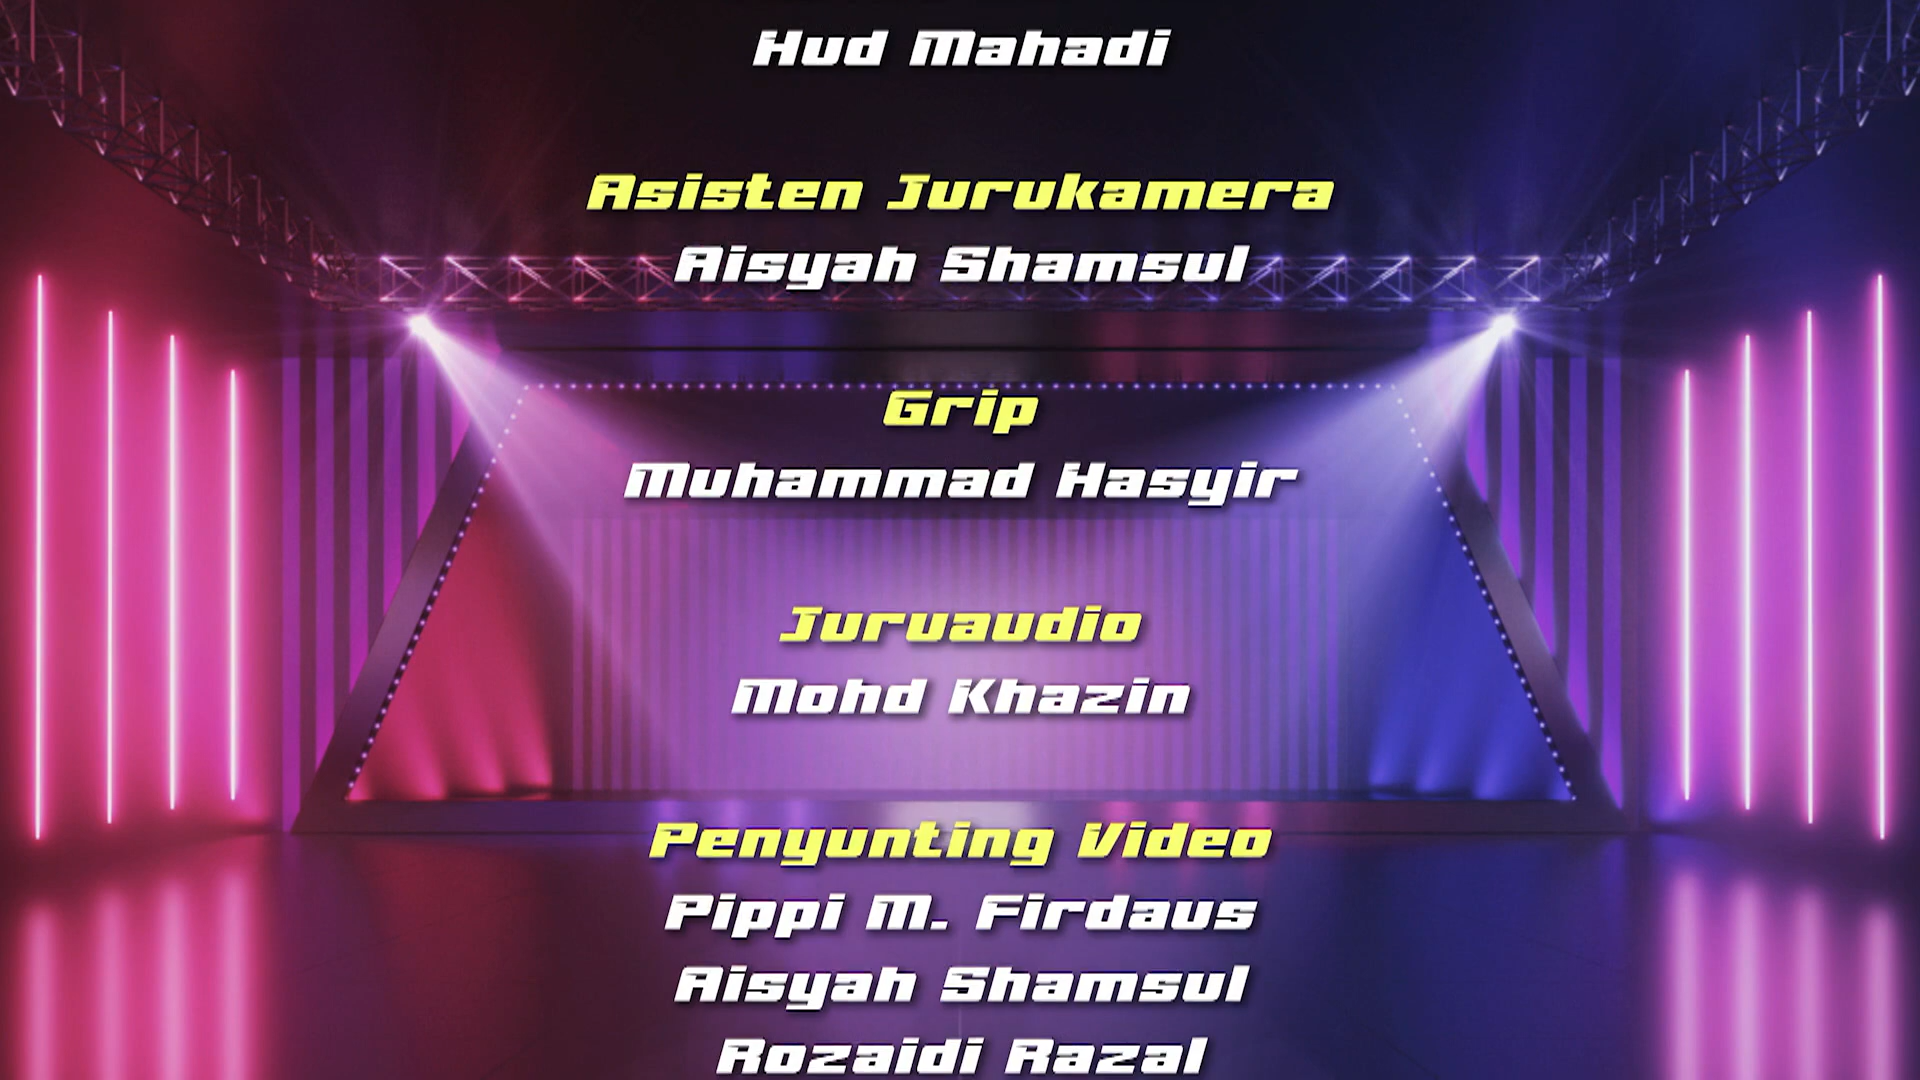 Hud Mahadi
Asisten Jurukamera
Aisyah Shamsul
Grip
Muhammad Hasyir
Juruaudio
Mohd Khazin
Penyunting Video
Pippi M. Firdaus
Aisyah Shamsul
Rozaidi Razal